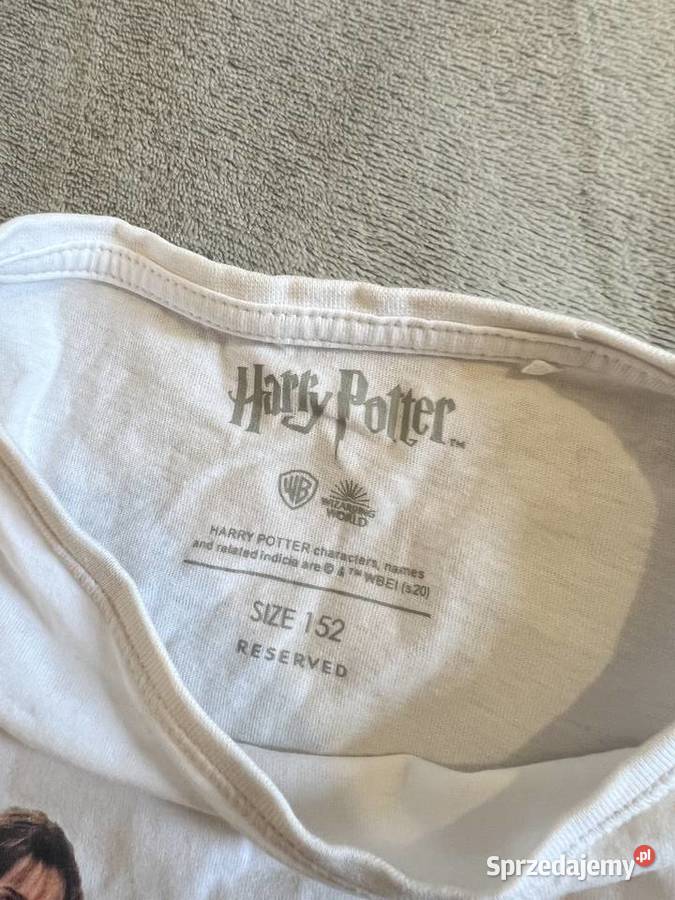 Harry Potter™
WB
WIZARDING
WORLD
HARRY POTTER characters, names
and related indicia are © & ™ WBEI (s20)
SIZE 152
RESERVED
Sprzedajemy.pl